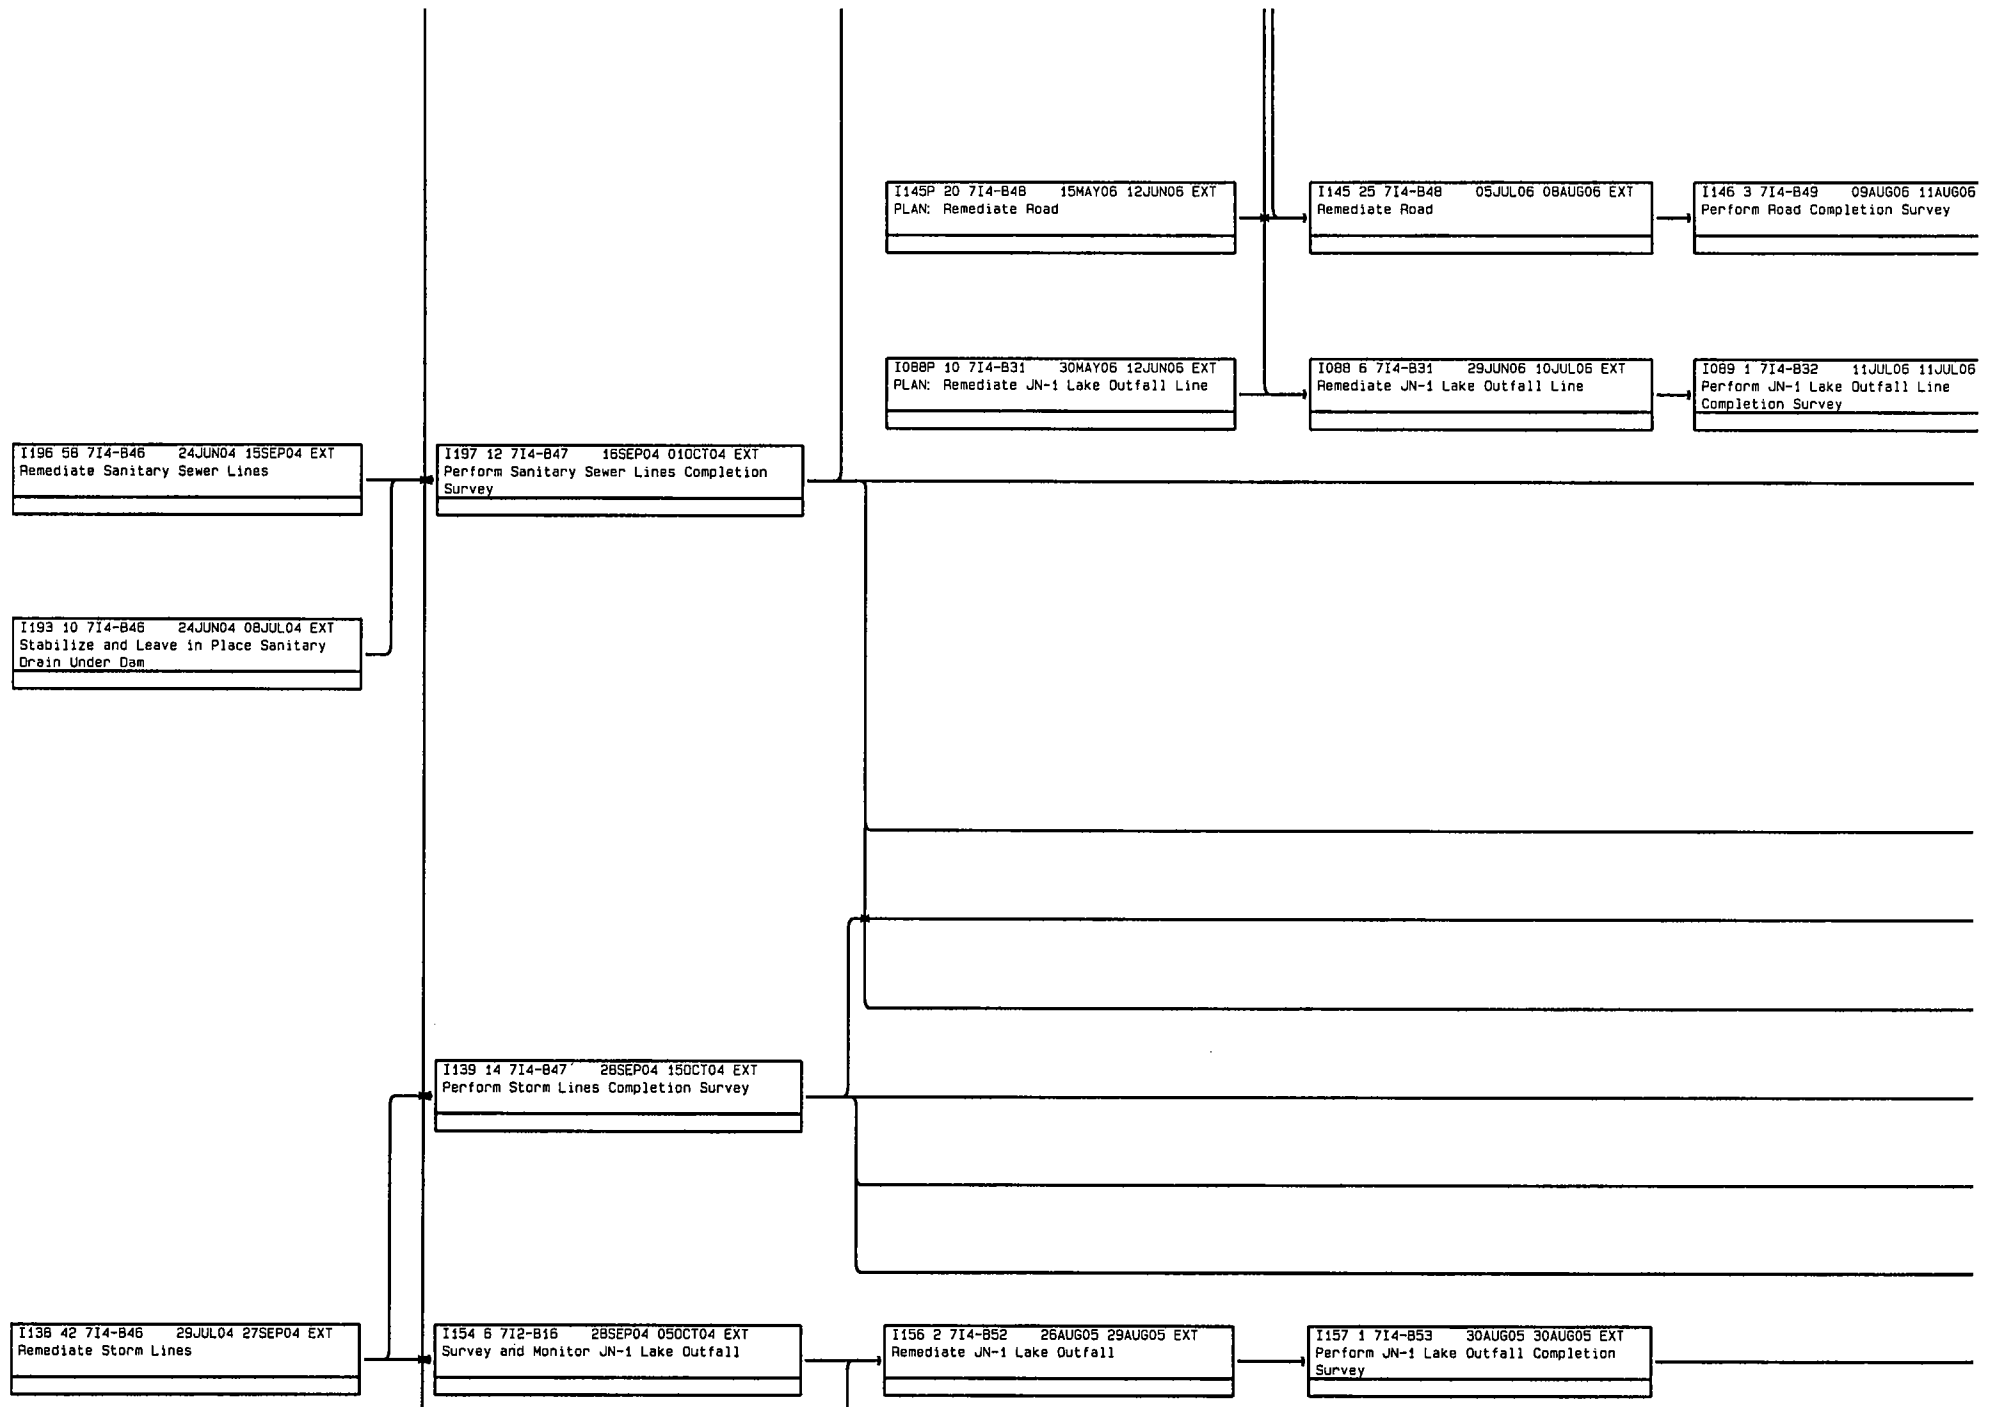 I145P 20 7I4-B48 15MAY06 12JUN06 EXT
PLAN: Remediate Road
I145 25 7I4-B48 05JUL06 08AUG06 EXT
Remediate Road
I146 3 7I4-B49 09AUG06 11AUG06
Perform Road Completion Survey
I088P 10 7I4-B31 30MAY06 12JUN06 EXT
PLAN: Remediate JN-1 Lake Outfall Line
I088 6 7I4-B31 29JUN06 10JUL06 EXT
Remediate JN-1 Lake Outfall Line
I089 1 7I4-B32 11JUL06 11JUL06
Perform JN-1 Lake Outfall Line
Completion Survey
I196 58 7I4-B46 24JUN04 15SEP04 EXT
Remediate Sanitary Sewer Lines
I197 12 7I4-B47 16SEP04 01OCT04 EXT
Perform Sanitary Sewer Lines Completion
Survey
I193 10 7I4-B46 24JUN04 08JUL04 EXT
Stabilize and Leave in Place Sanitary
Drain Under Dam
I139 14 7I4-B47 28SEP04 15OCT04 EXT
Perform Storm Lines Completion Survey
I138 42 7I4-B46 29JUL04 27SEP04 EXT
Remediate Storm Lines
I154 6 7I2-B16 28SEP04 05OCT04 EXT
Survey and Monitor JN-1 Lake Outfall
I156 2 7I4-B52 26AUG05 29AUG05 EXT
Remediate JN-1 Lake Outfall
I157 1 7I4-B53 30AUG05 30AUG05 EXT
Perform JN-1 Lake Outfall Completion
Survey